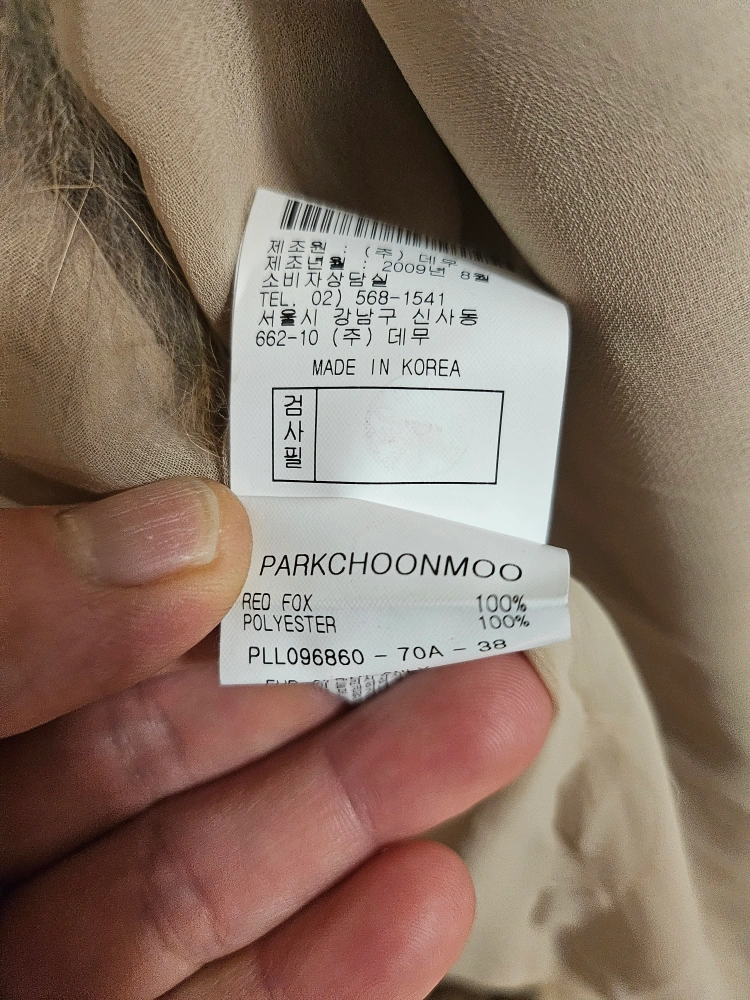 제조원 : (주) 데무
제조년월 : 2009년 8월
소비자상담실
TEL. 02) 568-1541
서울시 강남구 신사동
662-10 (주) 데무
MADE IN KOREA
검
사
필
PARKCHOONMOO
RED FOX 100%
POLYESTER 100%
PLL096860 - 70A - 38